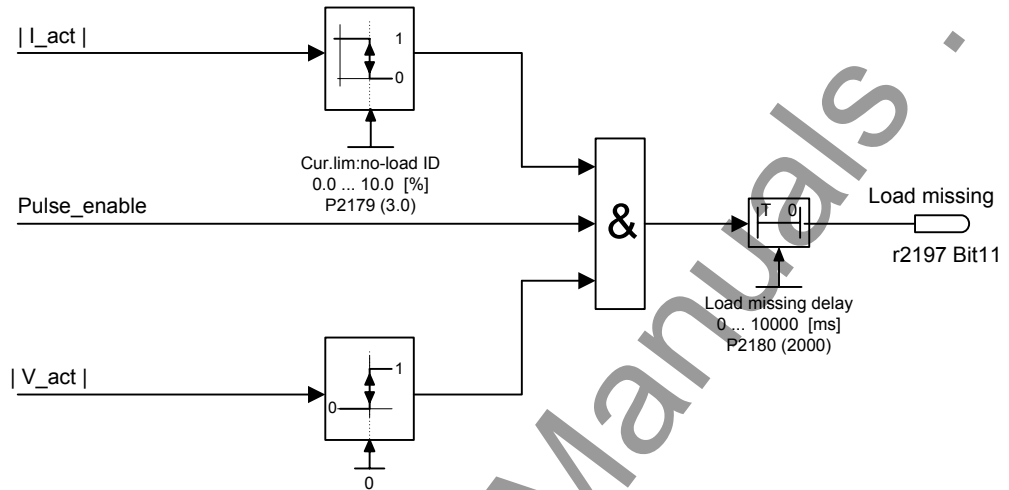 | I_act |
1
0
Cur.lim:no-load ID
0.0 ... 10.0 [%]
P2179 (3.0)
Pulse_enable
&
T 0
Load missing
r2197 Bit11
Load missing delay
0 ... 10000 [ms]
P2180 (2000)
| V_act |
1
0
0
Manuals .